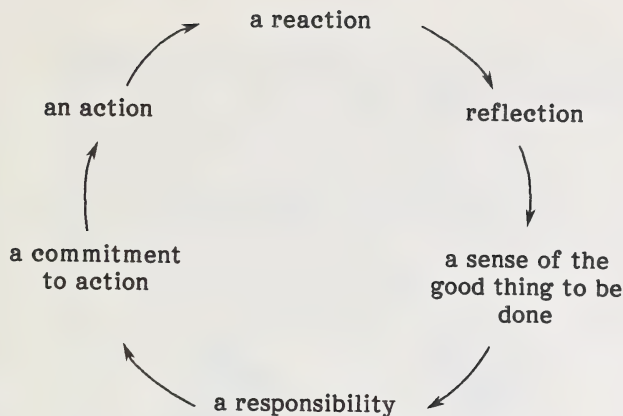 a reaction
reflection
a sense of the
good thing to be
done
a responsibility
a commitment
to action
an action